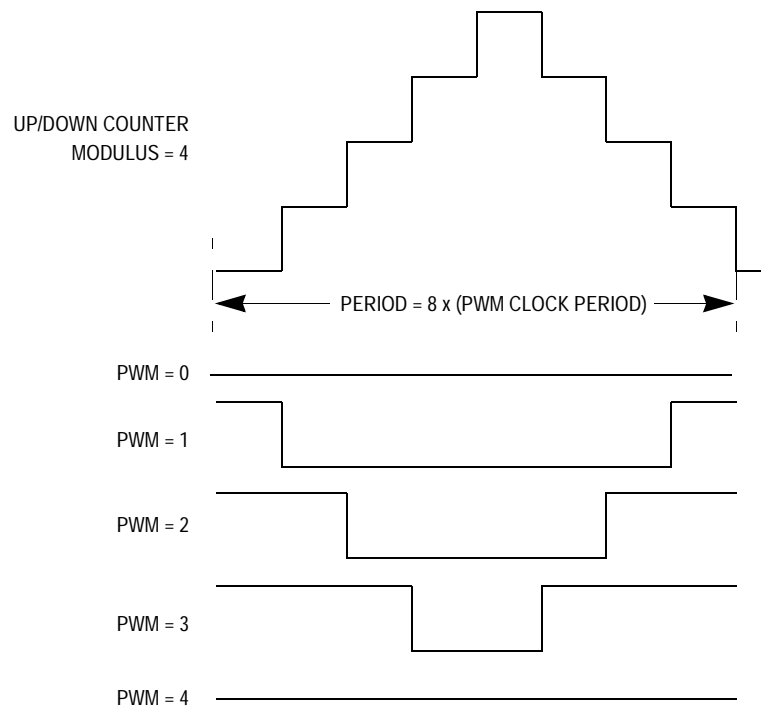 UP/DOWN COUNTER
MODULUS = 4
PERIOD = 8 x (PWM CLOCK PERIOD)
PWM = 0
PWM = 1
PWM = 2
PWM = 3
PWM = 4